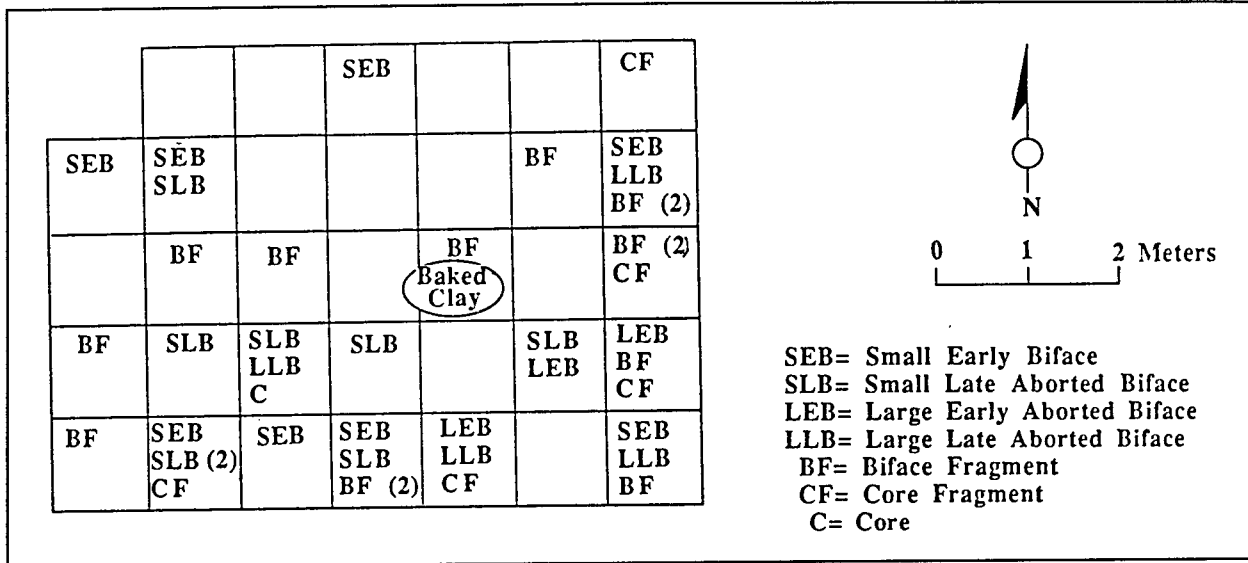 SEB
CF
SEB
SEB
SLB
BF
SEB
LLB
BF (2)
BF
BF
BF
Baked
Clay
BF (2)
CF
BF
SLB
SLB
LLB
C
SLB
SLB
LEB
LEB
BF
CF
BF
SEB
SLB (2)
CF
SEB
SEB
SLB
BF (2)
LEB
LLB
CF
SEB
LLB
BF
N
0 1 2 Meters
SEB= Small Early Biface
SLB= Small Late Aborted Biface
LEB= Large Early Aborted Biface
LLB= Large Late Aborted Biface
BF= Biface Fragment
CF= Core Fragment
C= Core